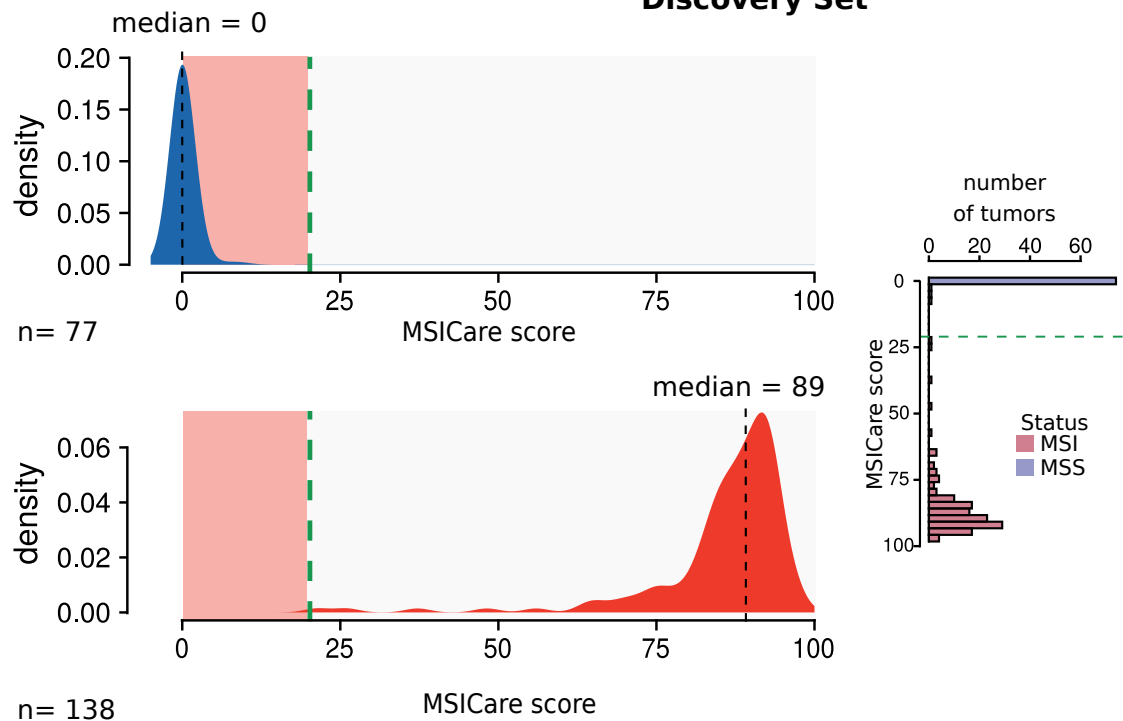 Discovery Set
median = 0
density
0.20
0.15
0.10
0.05
0.00
0 25 50 75 100
MSICare score
n= 77
median = 89
density
0.06
0.04
0.02
0.00
0 25 50 75 100
MSICare score
n= 138
number
of tumors
0 20 40 60
MSICare score
0
25
50
75
100
Status
MSI
MSS